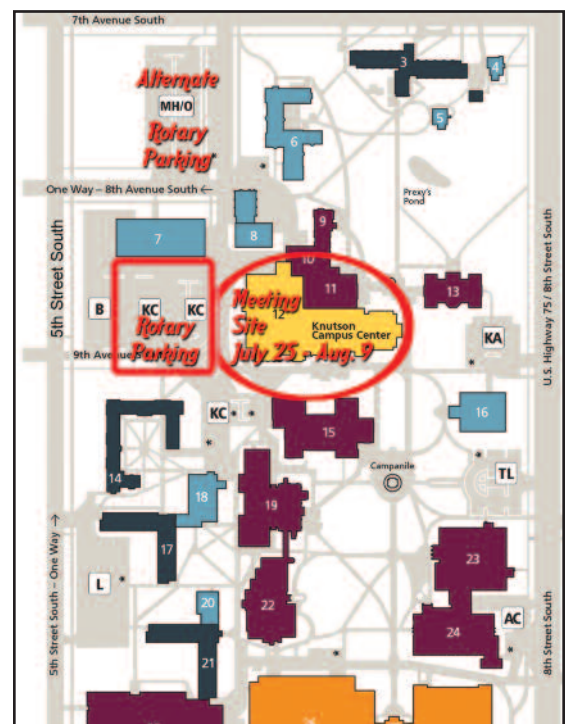 7th Avenue South
3
4
Alternate
MH/O
5
Rotary
Parking
6
One Way – 8th Avenue South ←
Prexy's
Pond
5th Street South
U.S. Highway 75 / 8th Street South
7
8
9
10
11
13
B
KC
KC
Meeting
12
Rotary
Site
Knutson
Campus Center
KA
Parking
July 25 - Aug. 9
9th Avenue S
KC
16
15
Campanile
14
TL
18
19
5th Street South – One Way →
17
23
L
20
22
AC
24
8th Street South
21